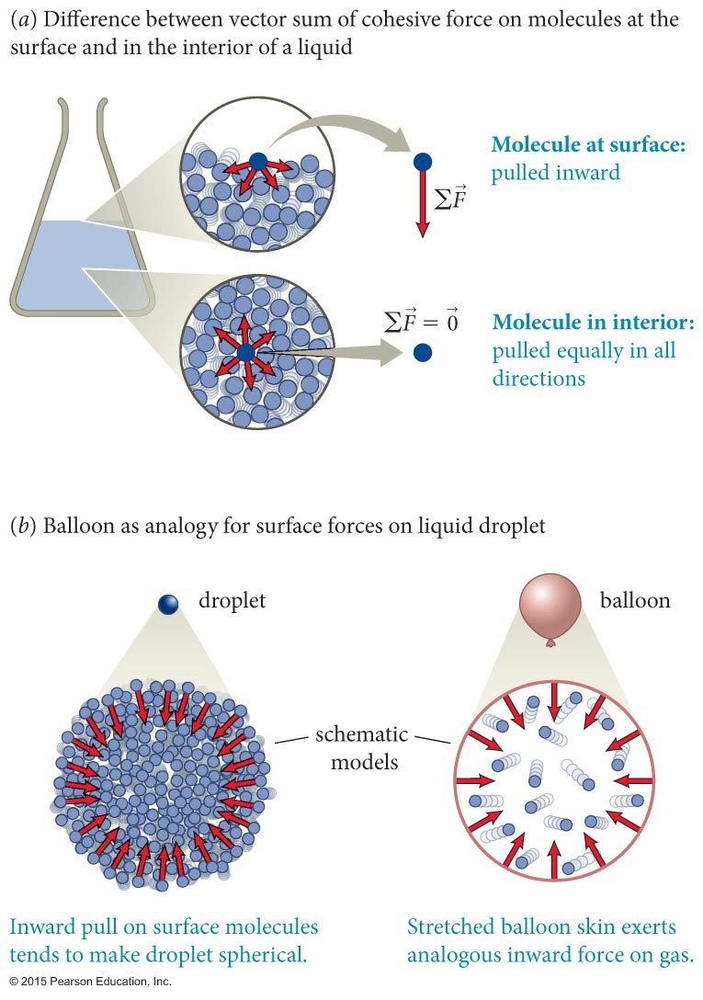 (a) Difference between vector sum of cohesive force on molecules at the
surface and in the interior of a liquid
Molecule at surface:
pulled inward
ΣF⃗
ΣF⃗ = 0⃗
Molecule in interior:
pulled equally in all
directions
(b) Balloon as analogy for surface forces on liquid droplet
droplet
balloon
schematic
models
Inward pull on surface molecules
tends to make droplet spherical.
Stretched balloon skin exerts
analogous inward force on gas.
© 2015 Pearson Education, Inc.